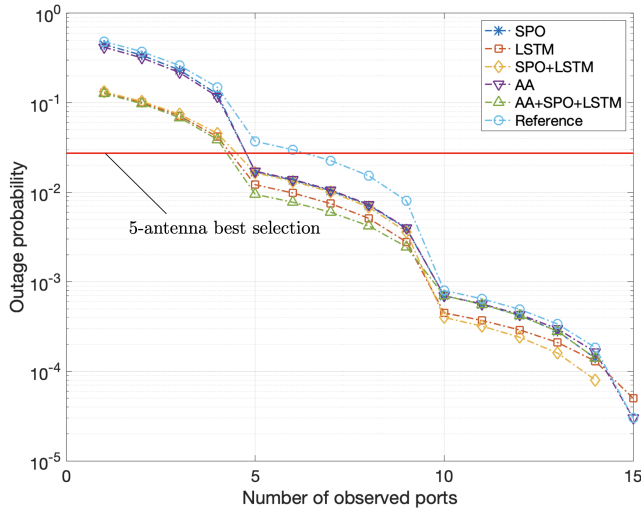 10^0
10^-1
10^-2
10^-3
10^-4
10^-5
Outage probability
SPO
LSTM
SPO+LSTM
AA
AA+SPO+LSTM
Reference
5-antenna best selection
0
5
10
15
Number of observed ports